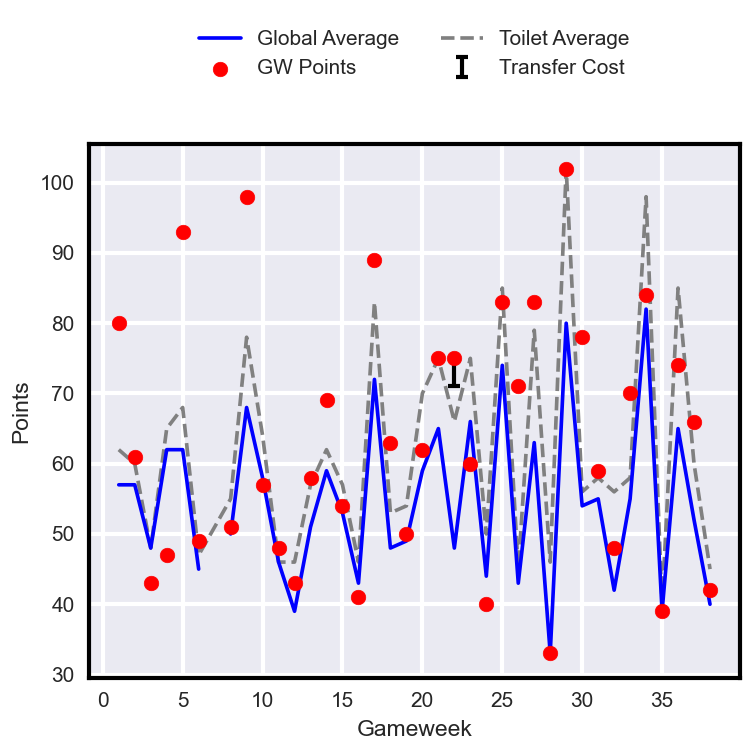 Global Average
Toilet Average
GW Points
Transfer Cost
100
90
80
70
60
50
40
30
Points
0 5 10 15 20 25 30 35
Gameweek